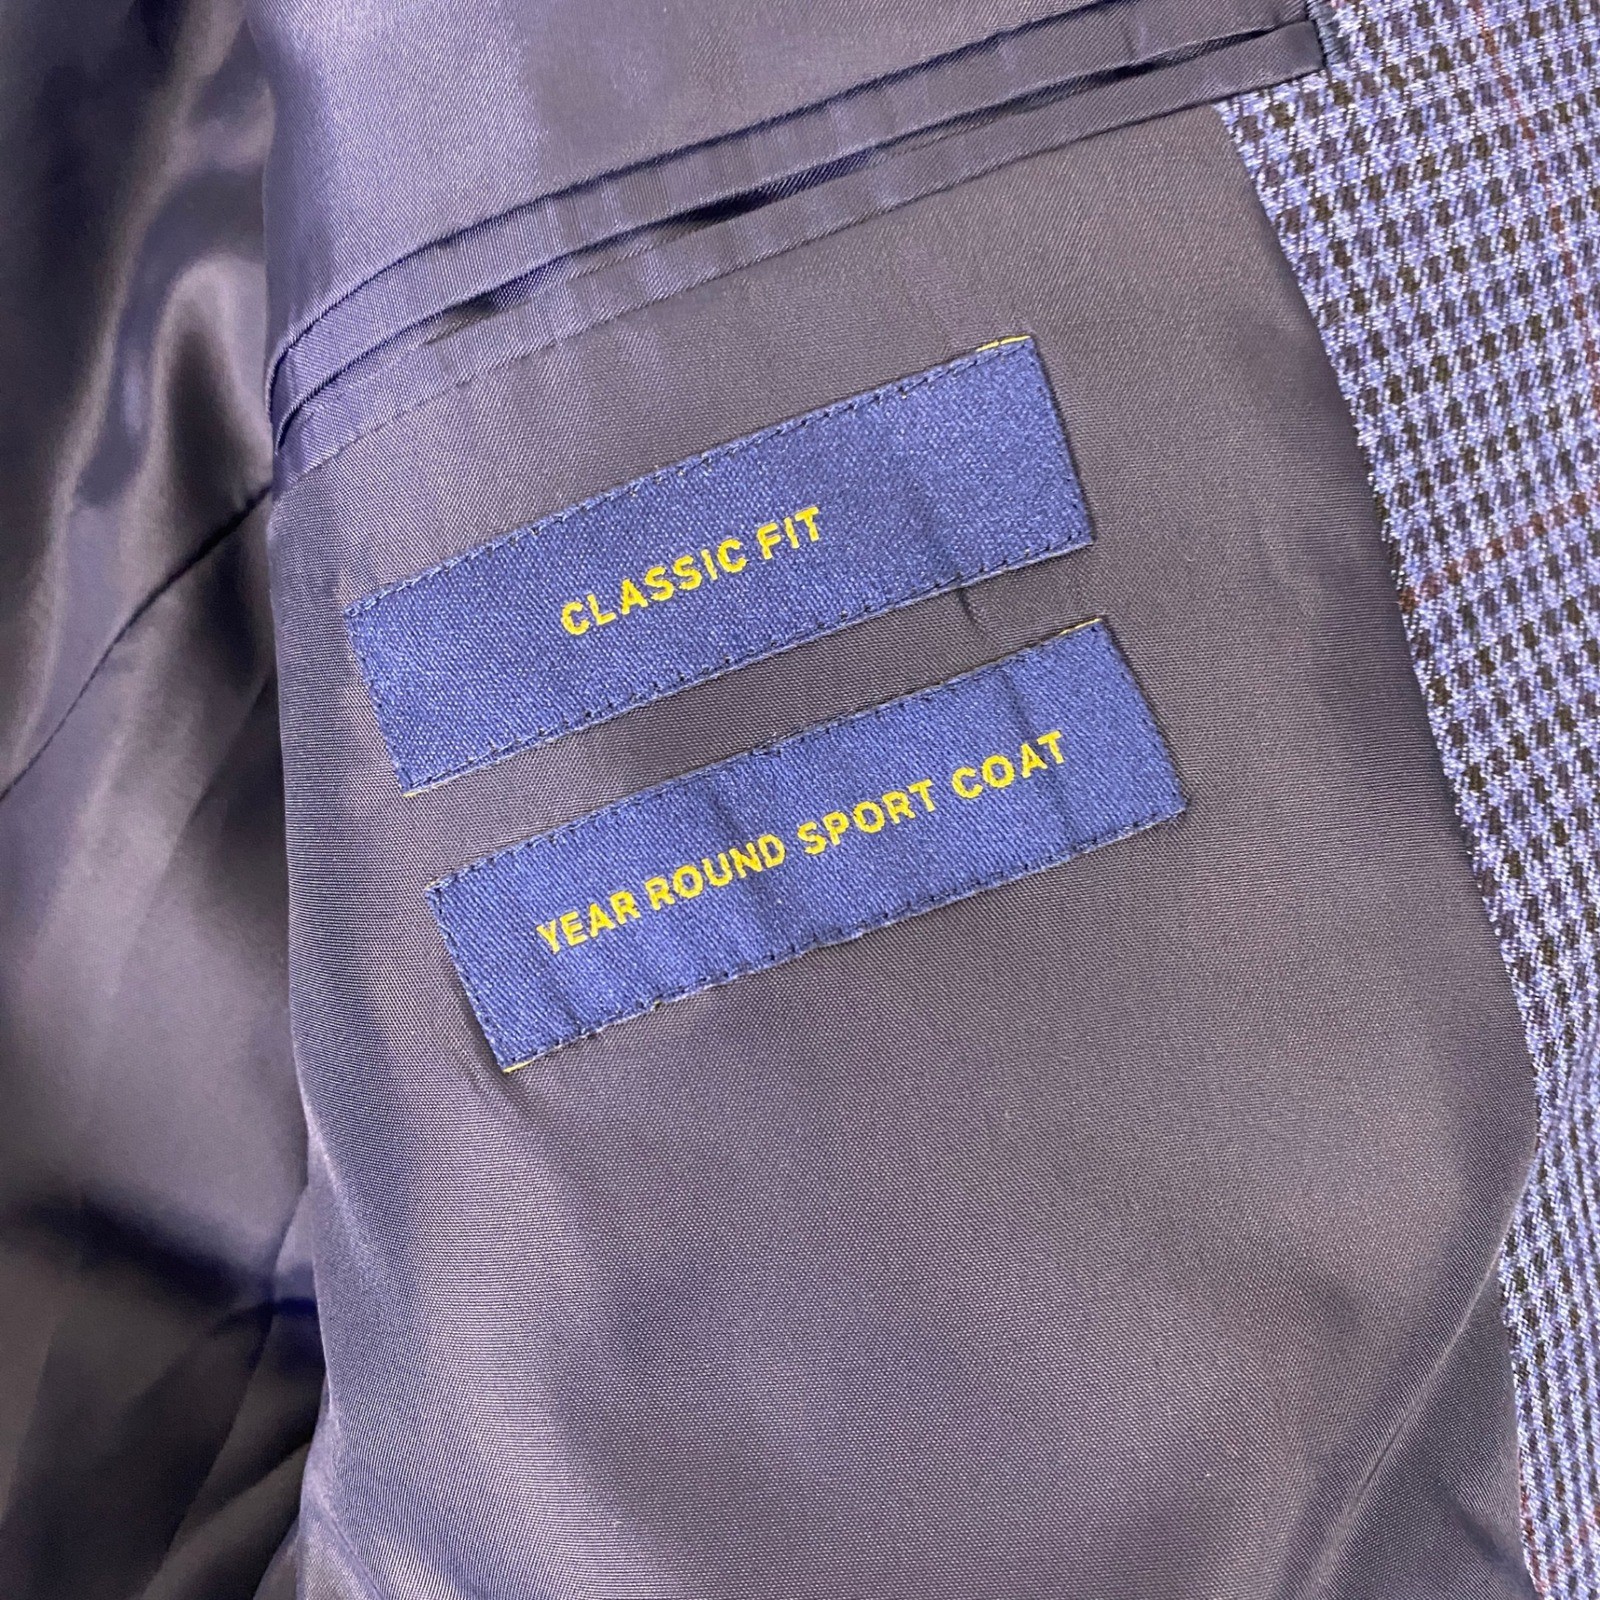 CLASSIC FIT
YEAR ROUND SPORT COAT